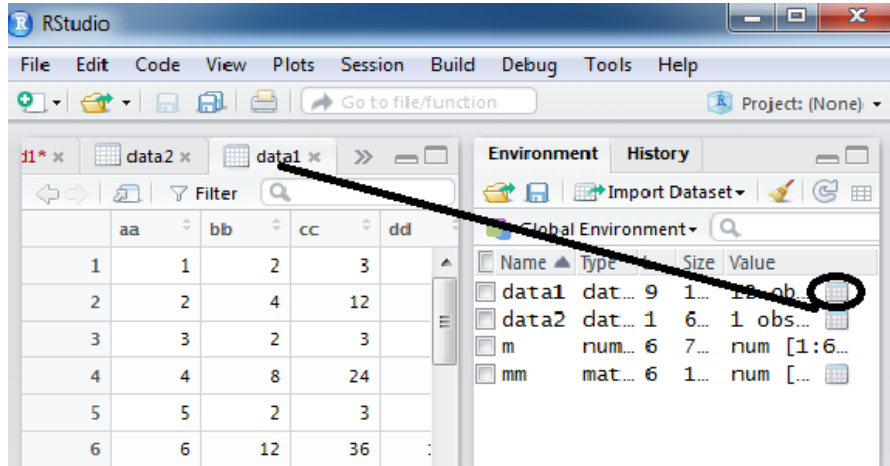 RStudio
File Edit Code View Plots Session Build Debug Tools Help
Go to file/function Project: (None)
d1* data2 data1
Filter
aa bb cc dd
1 1 2 3
2 2 4 12
3 3 2 3
4 4 8 24
5 5 2 3
6 6 12 36
Environment History
Import Dataset
Global Environment
Name Type Size Value
data1 dat... 9 1... ob...
data2 dat... 1 6... 1 obs...
m num... 6 7... num [1:6...
mm mat... 6 1... num [...